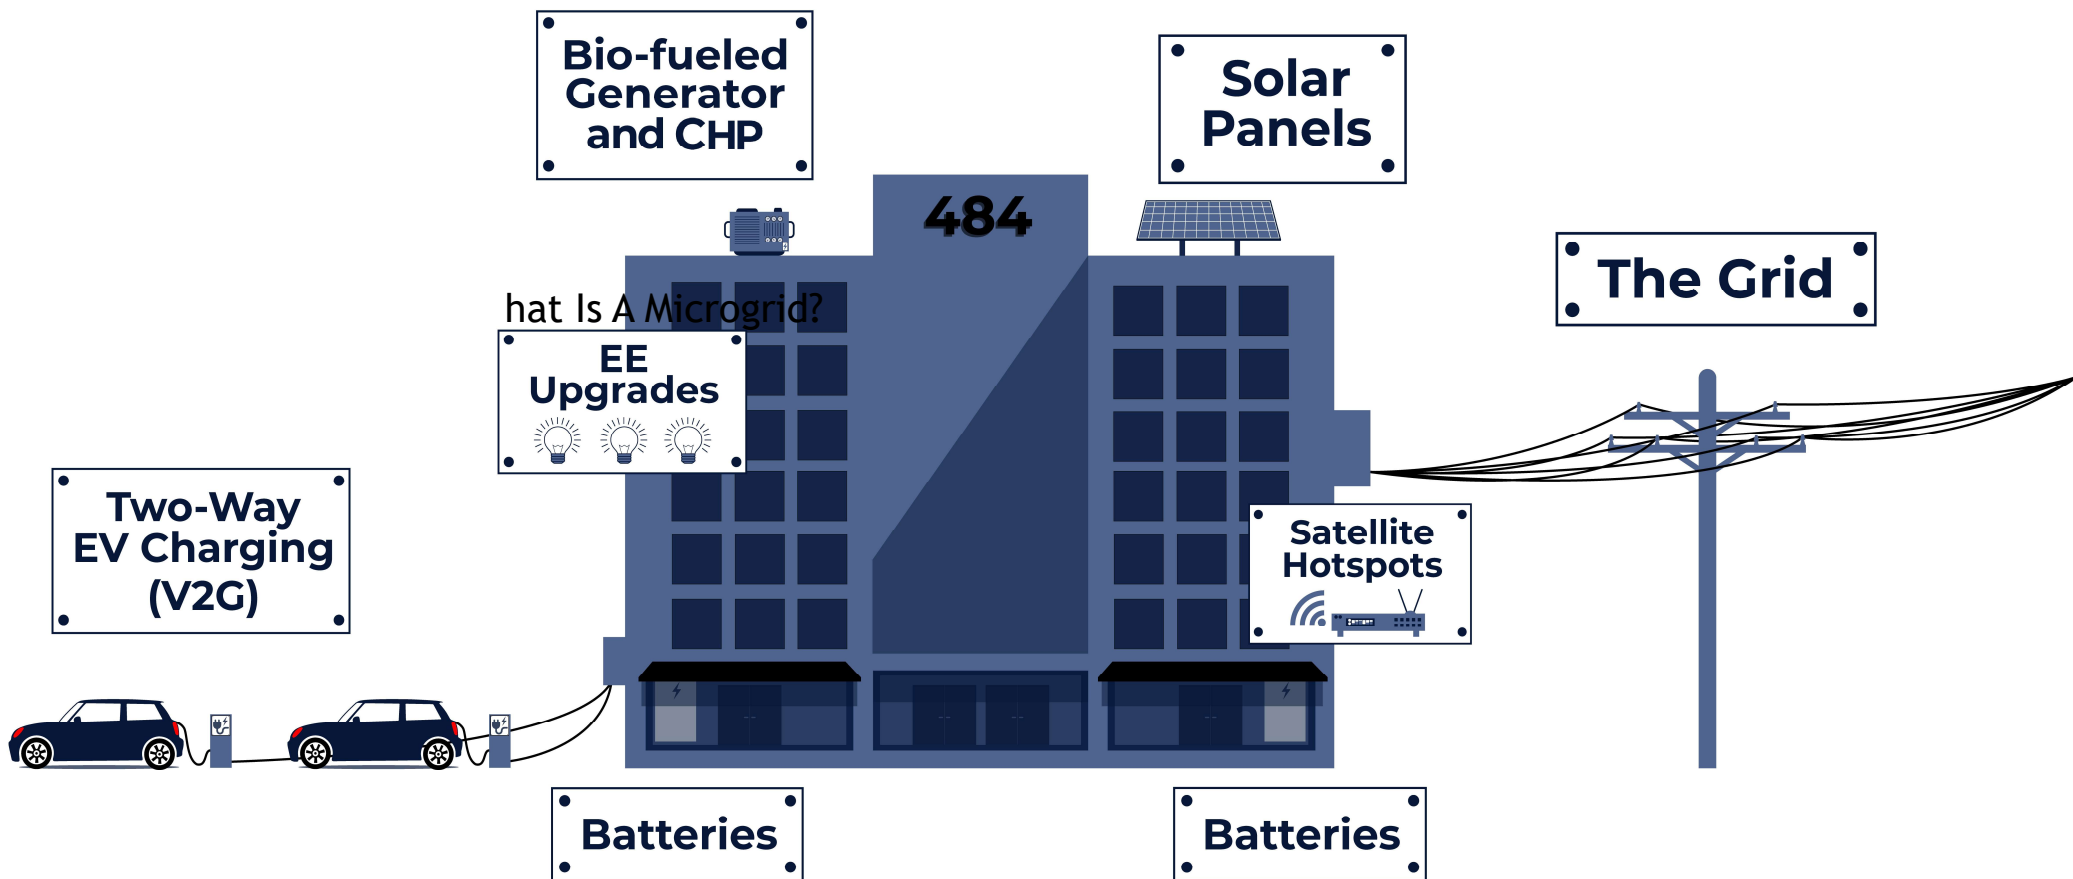 Bio-fueled
Generator
and CHP
Solar
Panels
484
The Grid
hat Is A Microgrid?
EE
Upgrades
Two-Way
EV Charging
(V2G)
Satellite
Hotspots
Batteries
Batteries